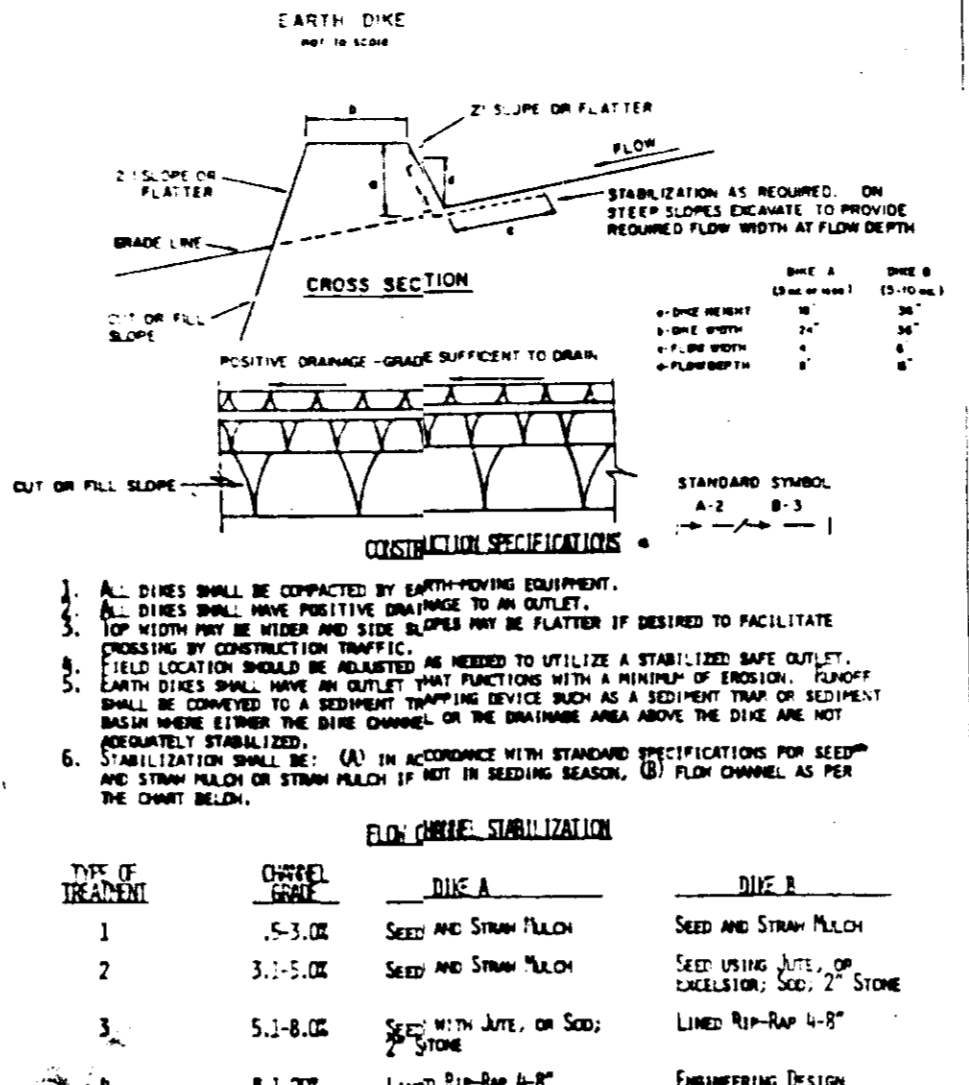 EARTH DIKE
not to scale
b
2:1 SLOPE OR FLATTER
FLOW
2:1 SLOPE OR
FLATTER
a
d
STABILIZATION AS REQUIRED. ON
STEEP SLOPES EXCAVATE TO PROVIDE
REQUIRED FLOW WIDTH AT FLOW DEPTH
c
GRADE LINE
CROSS SECTION
CUT OR FILL
SLOPE
DIKE A DIKE B
(5-10 ac.)
a-DIKE HEIGHT 18" 36"
b-DIKE WIDTH 24" 36"
c-FLOW WIDTH 4' 6'
d-FLOW DEPTH 8" 15"
POSITIVE DRAINAGE-GRADE SUFFICENT TO DRAIN
CUT OR FILL SLOPE
STANDARD SYMBOL
A-2 B-3
CONSTRUCTION SPECIFICATIONS
1. ALL DIKES SHALL BE COMPACTED BY EARTH-MOVING EQUIPMENT.
2. ALL DIKES SHALL HAVE POSITIVE DRAINAGE TO AN OUTLET.
3. TOP WIDTH MAY BE WIDER AND SIDE SLOPES MAY BE FLATTER IF DESIRED TO FACILITATE
CROSSING BY CONSTRUCTION TRAFFIC.
4. FIELD LOCATION SHOULD BE ADJUSTED AS NEEDED TO UTILIZE A STABILIZED SAFE OUTLET.
5. EARTH DIKES SHALL HAVE AN OUTLET THAT FUNCTIONS WITH A MINIMUM OF EROSION. RUNOFF
SHALL BE CONVEYED TO A SEDIMENT TRAPPING DEVICE SUCH AS A SEDIMENT TRAP OR SEDIMENT
BASIN WHERE EITHER THE DIKE CHANNEL OR THE DRAINAGE AREA ABOVE THE DIKE ARE NOT
ADEQUATELY STABILIZED.
6. STABILIZATION SHALL BE: (A) IN ACCORDANCE WITH STANDARD SPECIFICATIONS FOR SEED
AND STRAW MULCH OR STRAW MULCH IF NOT IN SEEDING SEASON, (B) FLOW CHANNEL AS PER
THE CHART BELOW.
FLOW CHANNEL STABILIZATION
TYPE OF CHANNEL
TREATMENT GRADE DIKE A DIKE B
1 .5-3.0% SEED AND STRAW MULCH SEED AND STRAW MULCH
2 3.1-5.0% SEED AND STRAW MULCH SEED USING JUTE, OR
EXCELSIOR; SOD; 2" STONE
3 5.1-8.0% SEED WITH JUTE, OR SOD; LINED RIP-RAP 4-8"
2" STONE
8.1-20% LINED RIP-RAP 4-8" ENGINEERING DESIGN